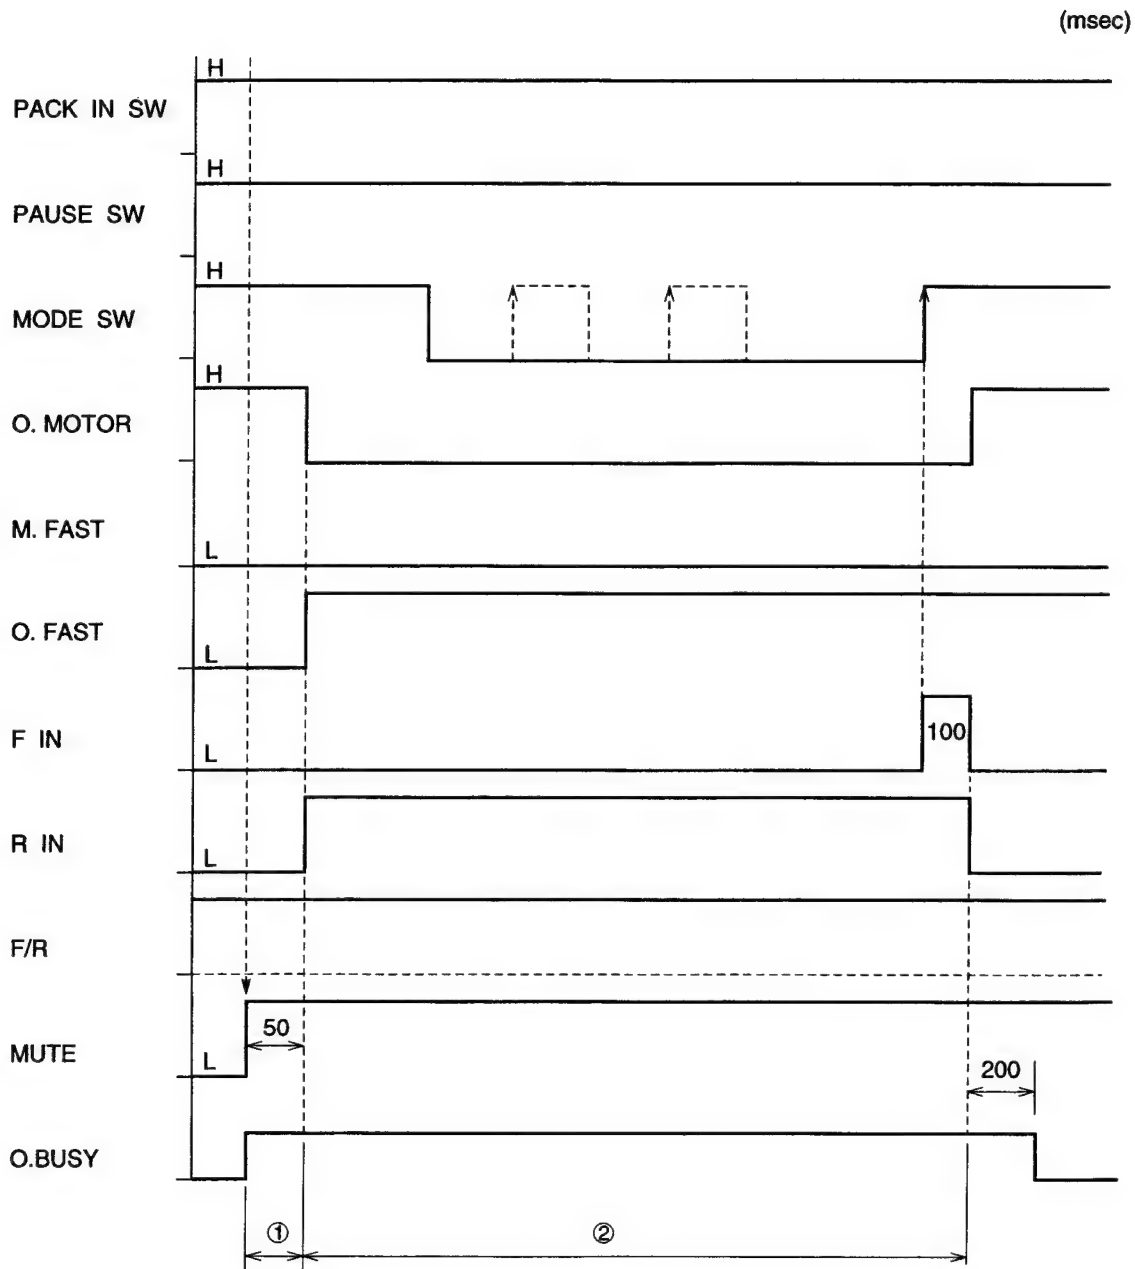 (msec)
H
PACK IN SW
H
PAUSE SW
H
MODE SW
H
O. MOTOR
M. FAST
L
O. FAST
L
F IN
100
L
R IN
L
F/R
50
MUTE
L
200
O.BUSY
① ②